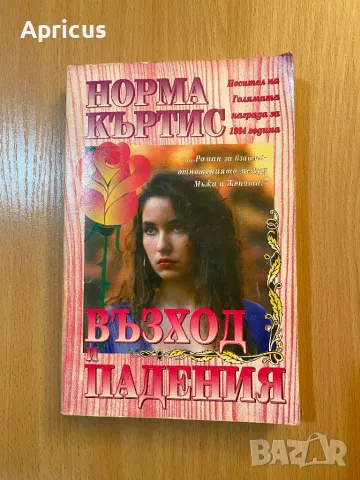 Apricus
НОРМА
КЪРТИС
Носител на
Голямата
награда за
1994 година
...Роман за взаимо-
отношенията между
Мъжа и Жената...
ВЪЗХОД
и
ПАДЕНИЯ
BAZAR